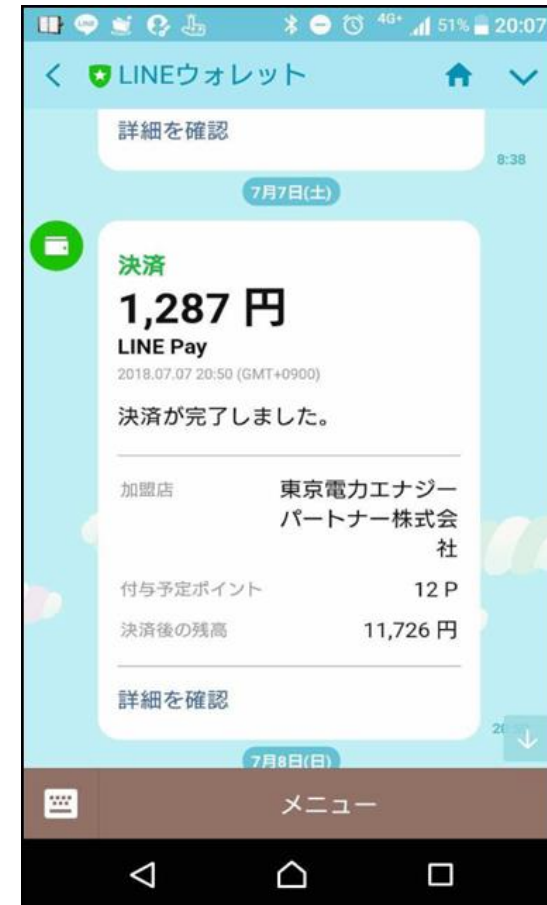 4G+ 51% 20:07
LINEウォレット
詳細を確認
8:38
7月7日(土)
決済
1,287 円
LINE Pay
2018.07.07 20:50 (GMT+0900)
決済が完了しました。
加盟店 東京電力エナジー
パートナー株式会
社
付与予定ポイント 12 P
決済後の残高 11,726 円
詳細を確認
7月8日(日)
メニュー